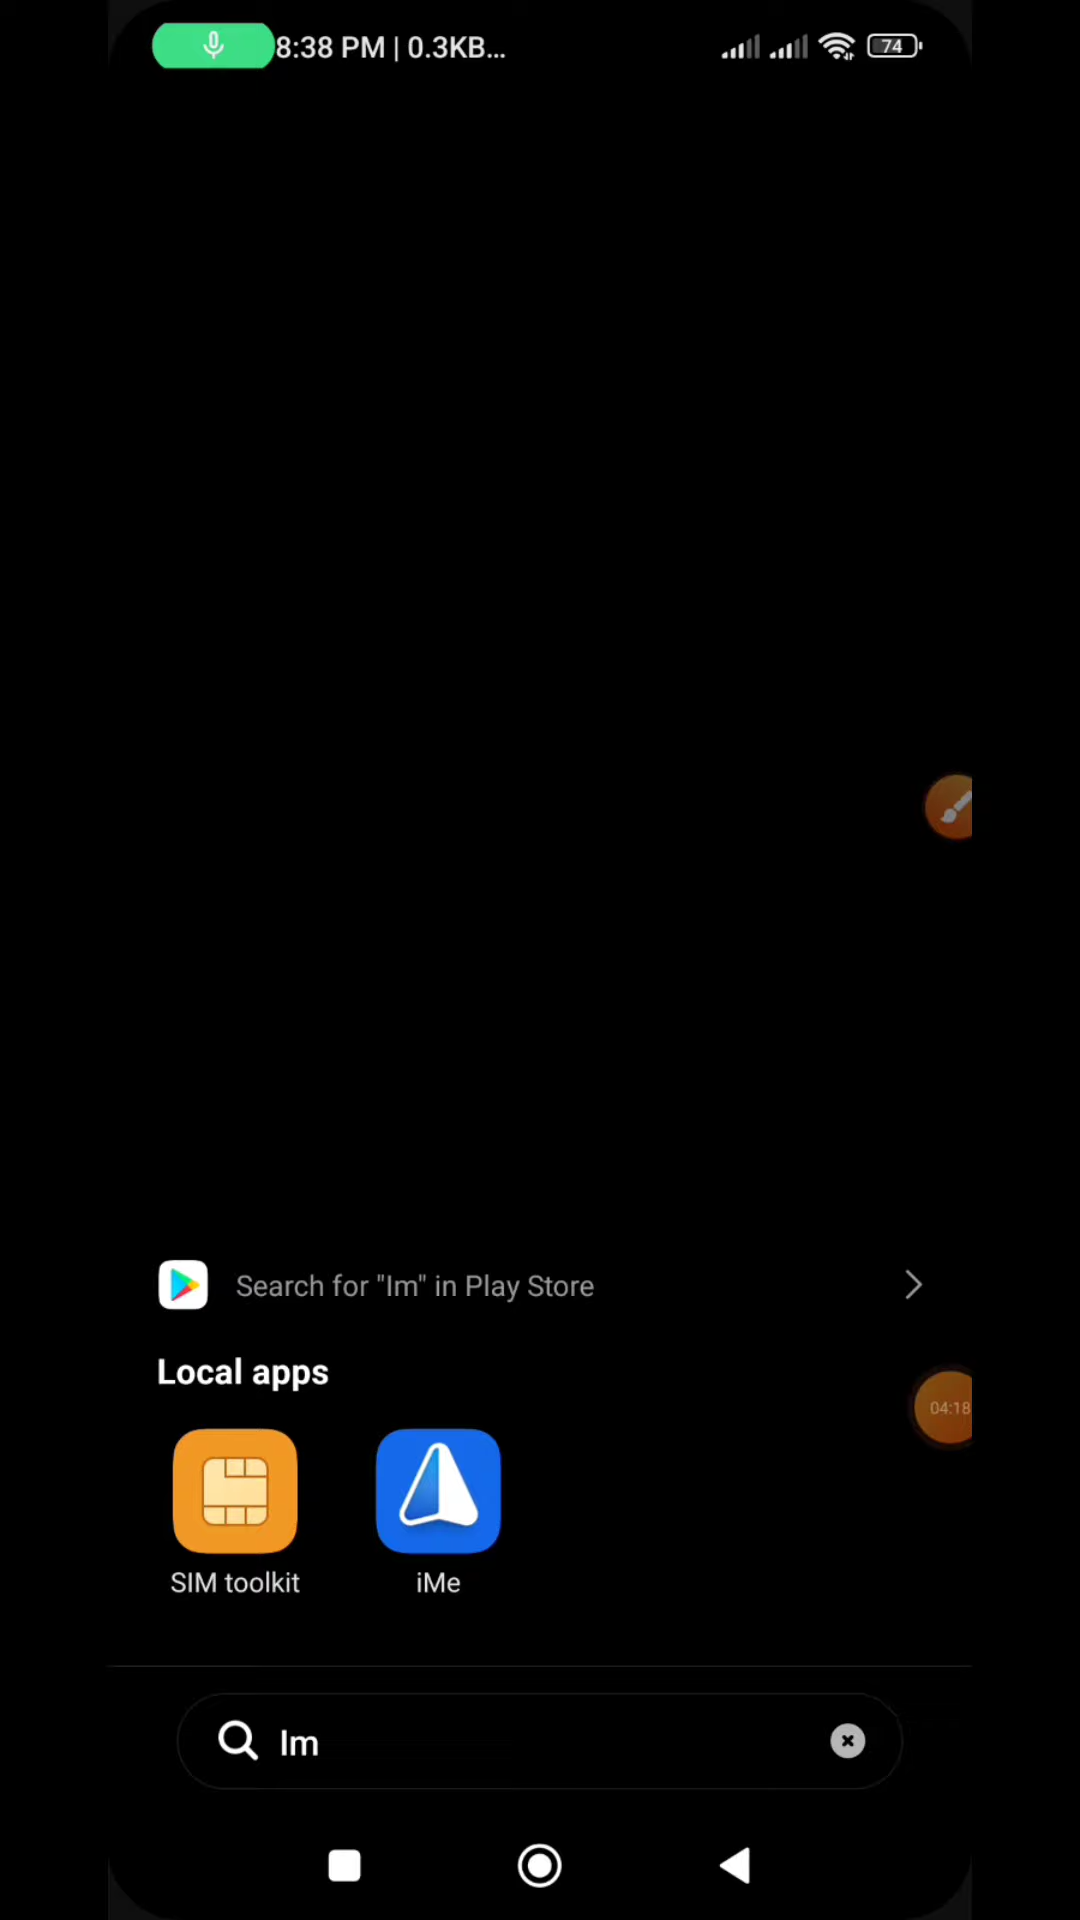 8:38 PM | 0.3KB...
74
Search for "Im" in Play Store
Local apps
04:18
SIM toolkit
iMe
Im